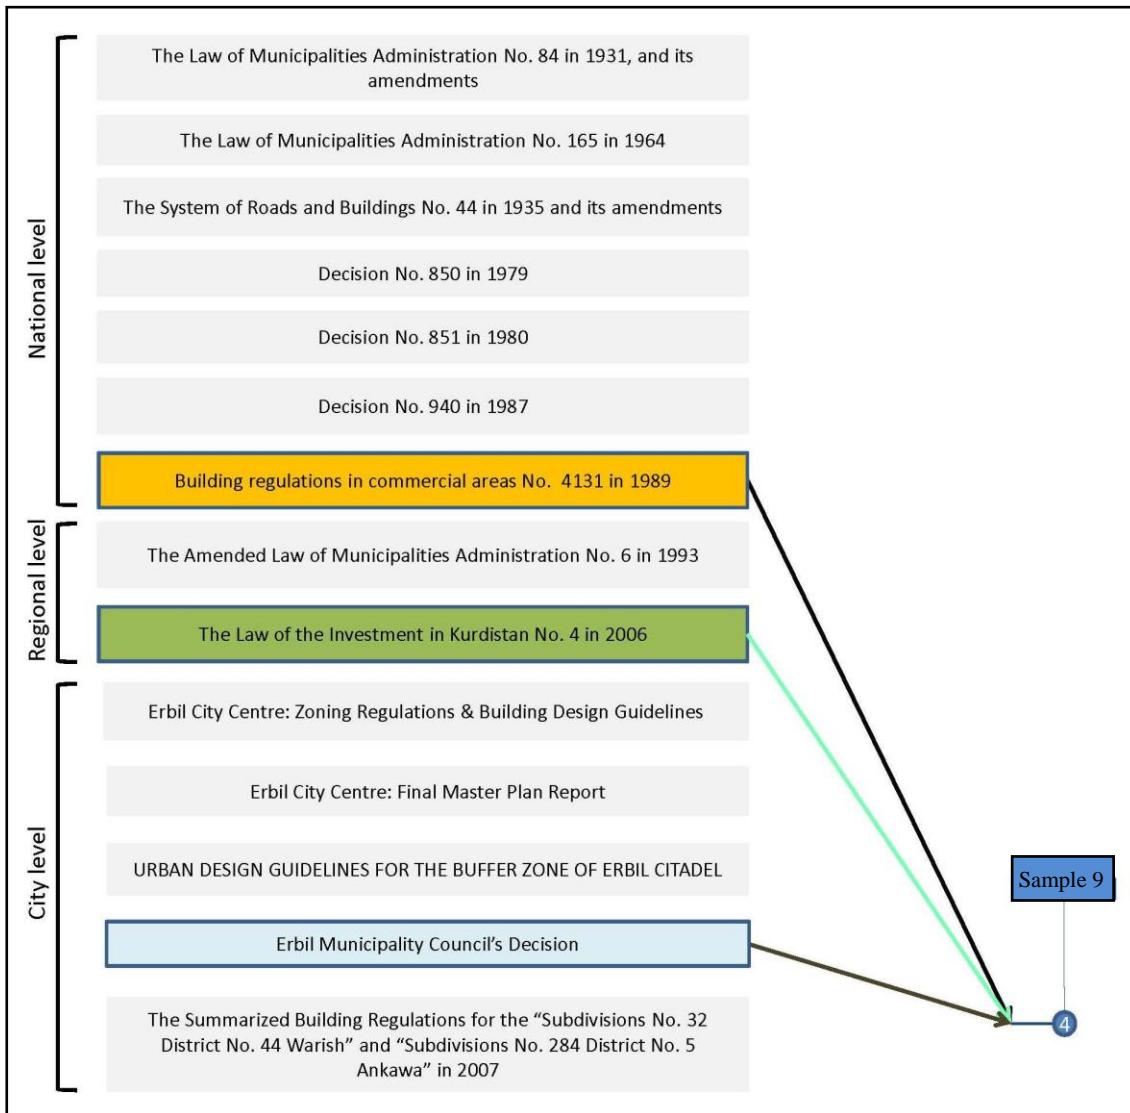 National level
The Law of Municipalities Administration No. 84 in 1931, and its
amendments
The Law of Municipalities Administration No. 165 in 1964
The System of Roads and Buildings No. 44 in 1935 and its amendments
Decision No. 850 in 1979
Decision No. 851 in 1980
Decision No. 940 in 1987
Building regulations in commercial areas No. 4131 in 1989
Regional level
The Amended Law of Municipalities Administration No. 6 in 1993
The Law of the Investment in Kurdistan No. 4 in 2006
City level
Erbil City Centre: Zoning Regulations & Building Design Guidelines
Erbil City Centre: Final Master Plan Report
URBAN DESIGN GUIDELINES FOR THE BUFFER ZONE OF ERBIL CITADEL
Erbil Municipality Council’s Decision
The Summarized Building Regulations for the “Subdivisions No. 32
District No. 44 Warish” and “Subdivisions No. 284 District No. 5
Ankawa” in 2007
Sample 9
4